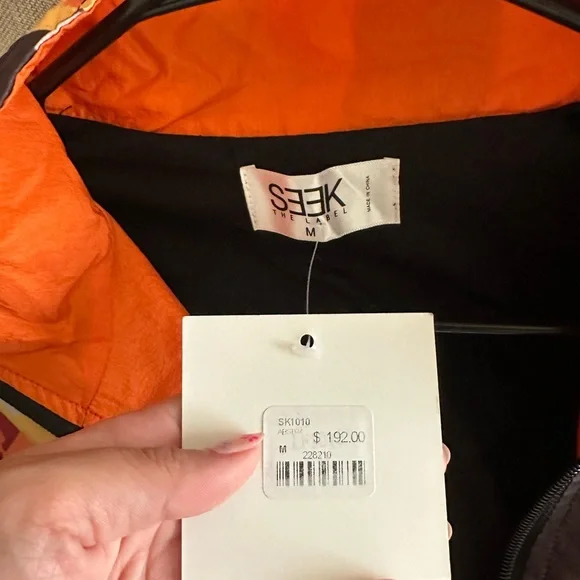 SEEK
THE LABEL
M
MADE IN CHINA
SK1010
$ 192.00
M
228210